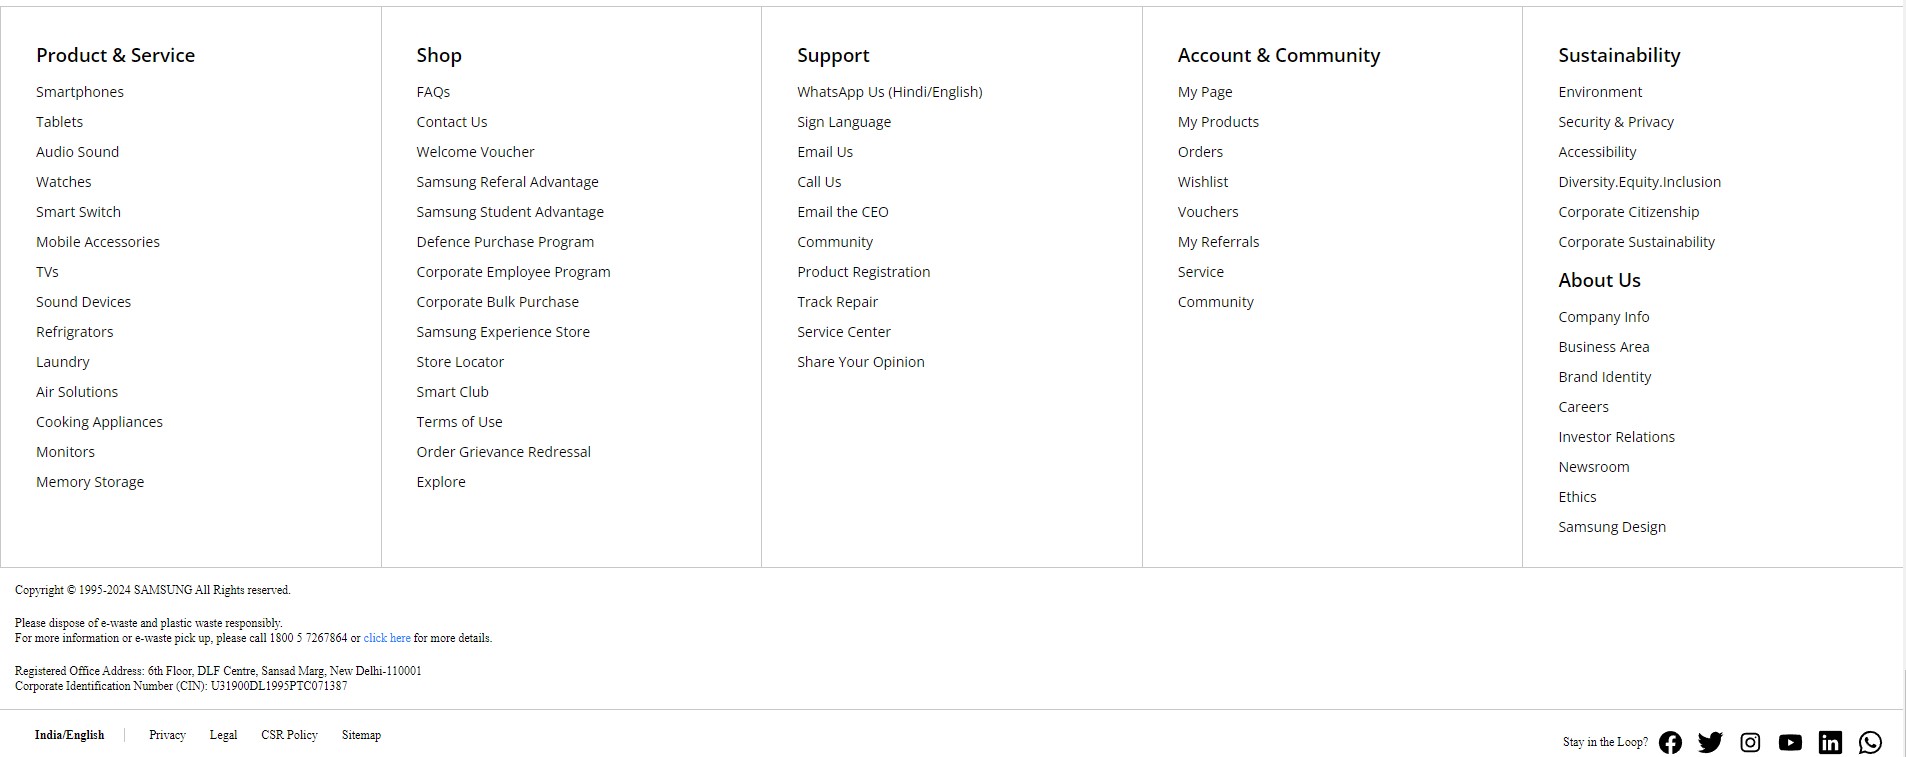 Product & Service
Smartphones
Tablets
Audio Sound
Watches
Smart Switch
Mobile Accessories
TVs
Sound Devices
Refrigrators
Laundry
Air Solutions
Cooking Appliances
Monitors
Memory Storage
Shop
FAQs
Contact Us
Welcome Voucher
Samsung Referal Advantage
Samsung Student Advantage
Defence Purchase Program
Corporate Employee Program
Corporate Bulk Purchase
Samsung Experience Store
Store Locator
Smart Club
Terms of Use
Order Grievance Redressal
Explore
Support
WhatsApp Us (Hindi/English)
Sign Language
Email Us
Call Us
Email the CEO
Community
Product Registration
Track Repair
Service Center
Share Your Opinion
Account & Community
My Page
My Products
Orders
Wishlist
Vouchers
My Referrals
Service
Community
Sustainability
Environment
Security & Privacy
Accessibility
Diversity.Equity.Inclusion
Corporate Citizenship
Corporate Sustainability
About Us
Company Info
Business Area
Brand Identity
Careers
Investor Relations
Newsroom
Ethics
Samsung Design
Copyright © 1995-2024 SAMSUNG All Rights reserved.
Please dispose of e-waste and plastic waste responsibly.
For more information or e-waste pick up, please call 1800 5 7267864 or click here for more details.
Registered Office Address: 6th Floor, DLF Centre, Sansad Marg, New Delhi-110001
Corporate Identification Number (CIN): U31900DL1995PTC071387
India/English Privacy Legal CSR Policy Sitemap
Stay in the Loop?